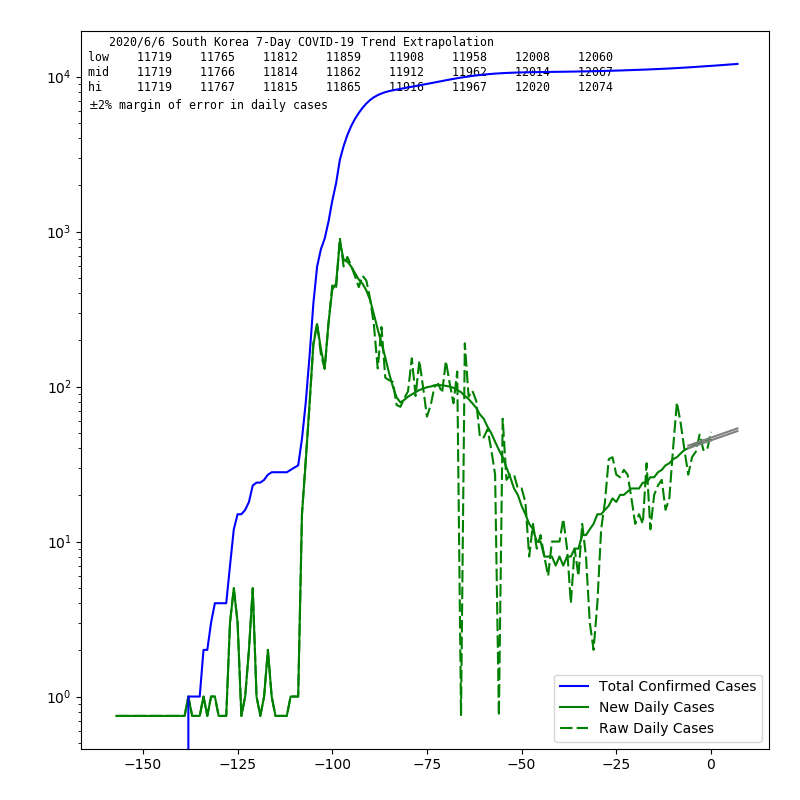 2020/6/6 South Korea 7-Day COVID-19 Trend Extrapolation
low 11719 11765 11812 11859 11908 11958 12008 12060
mid 11719 11766 11814 11862 11912 11962 12014 12067
hi 11719 11767 11815 11865 11916 11967 12020 12074
±2% margin of error in daily cases
10⁴
10³
10²
10¹
10⁰
Total Confirmed Cases
New Daily Cases
Raw Daily Cases
−150 −125 −100 −75 −50 −25 0